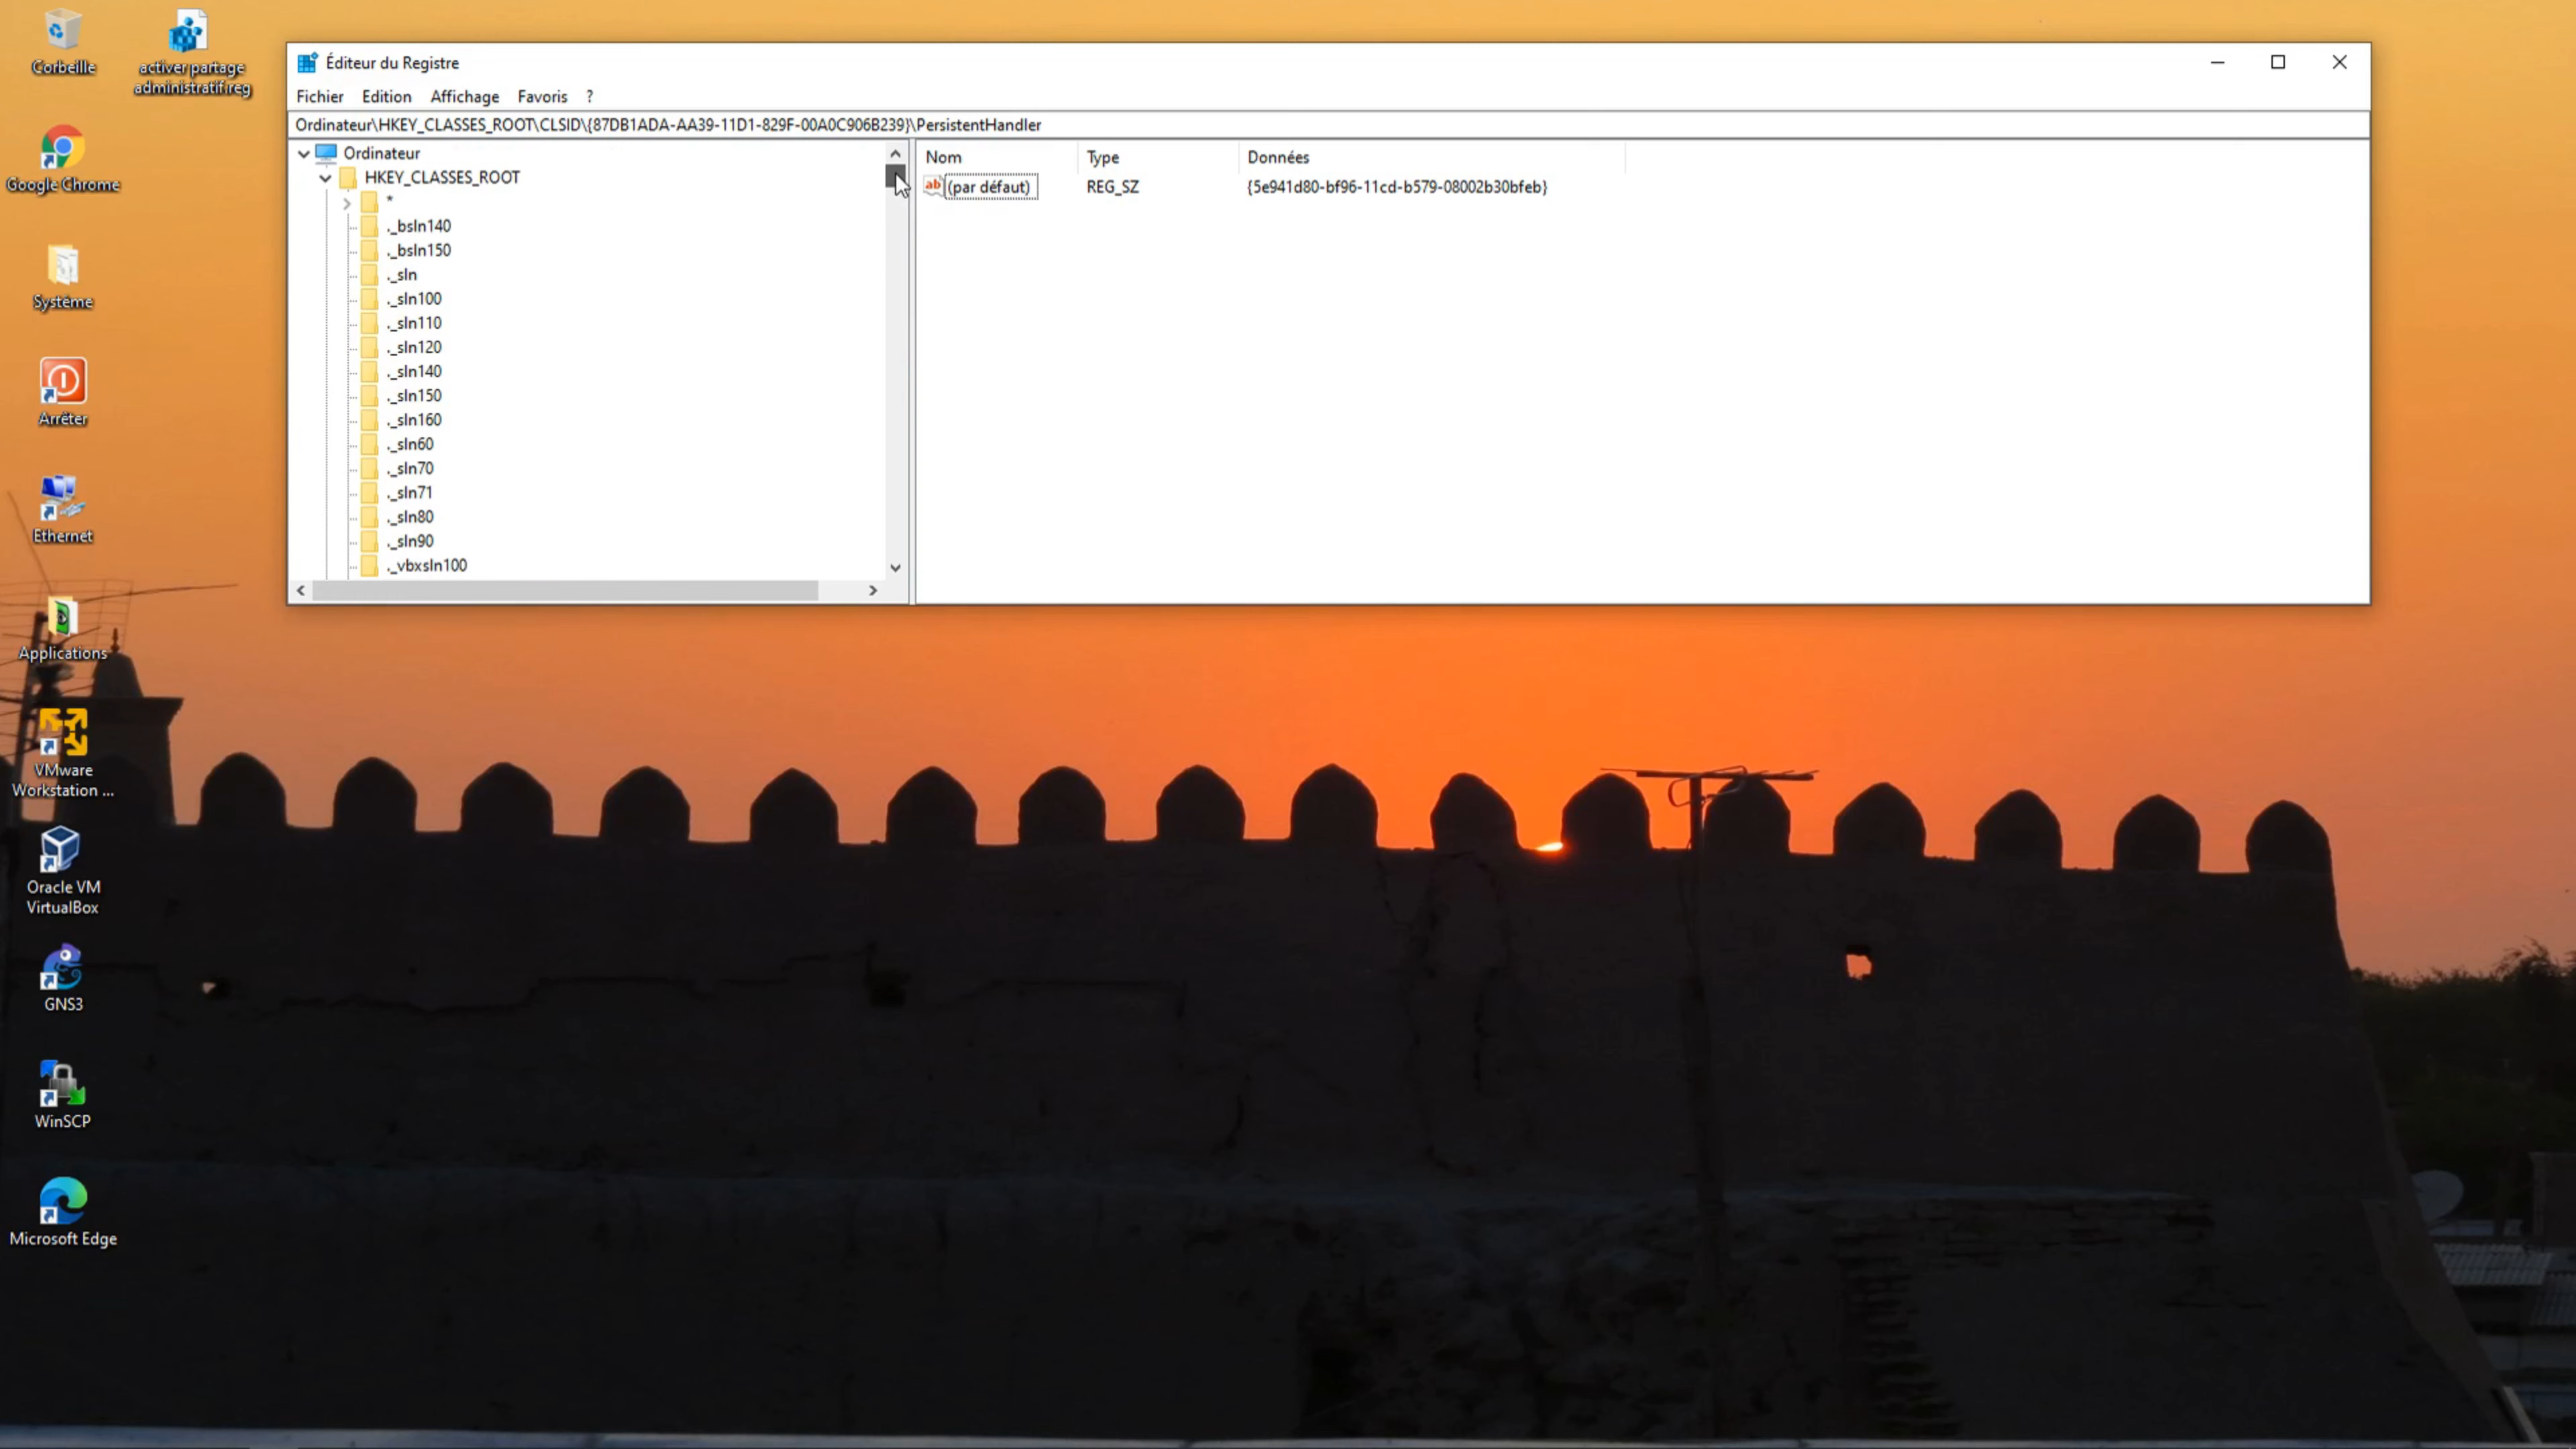 Corbeille
activer partage
administratif.reg
Google Chrome
Système
Arrêter
Ethernet
Applications
VMware
Workstation ...
Oracle VM
VirtualBox
GNS3
WinSCP
Microsoft Edge
Éditeur du Registre
Fichier Edition Affichage Favoris ?
Ordinateur\HKEY_CLASSES_ROOT\CLSID\{87DB1ADA-AA39-11D1-829F-00A0C906B239}\PersistentHandler
Ordinateur
HKEY_CLASSES_ROOT
*
._bsln140
._bsln150
._sln
._sln100
._sln110
._sln120
._sln140
._sln150
._sln160
._sln60
._sln70
._sln71
._sln80
._sln90
._vbxsln100
Nom Type Données
ab (par défaut) REG_SZ {5e941d80-bf96-11cd-b579-08002b30bfeb}